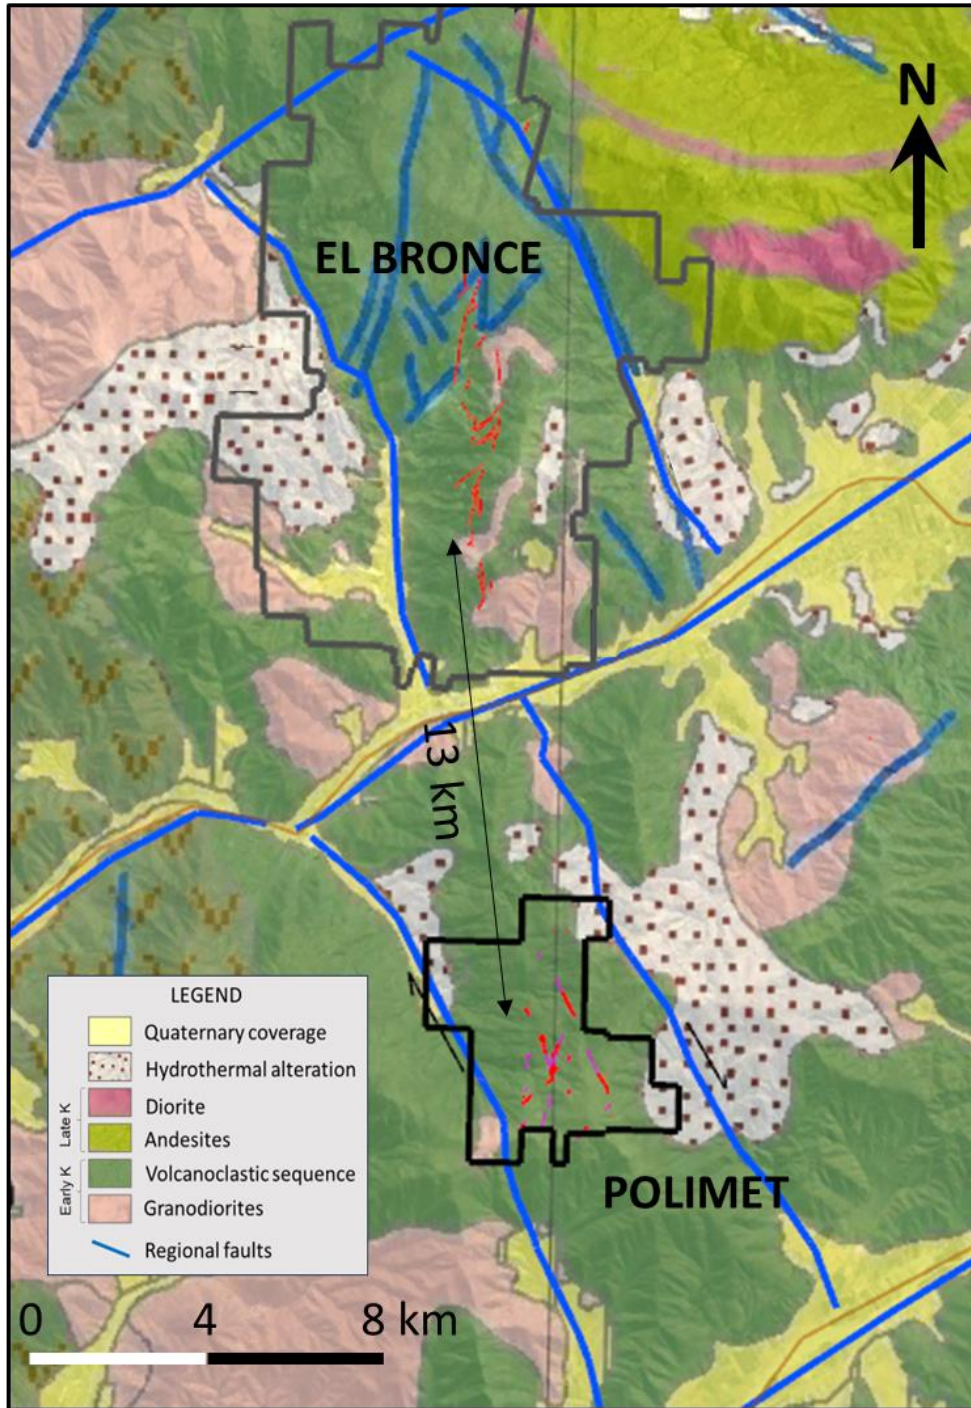 N
EL BRONCE
13 km
LEGEND
Quaternary coverage
Hydrothermal alteration
Late K
Diorite
Andesites
Early K
Volcanoclastic sequence
Granodiorites
Regional faults
POLIMET
0 4 8 km